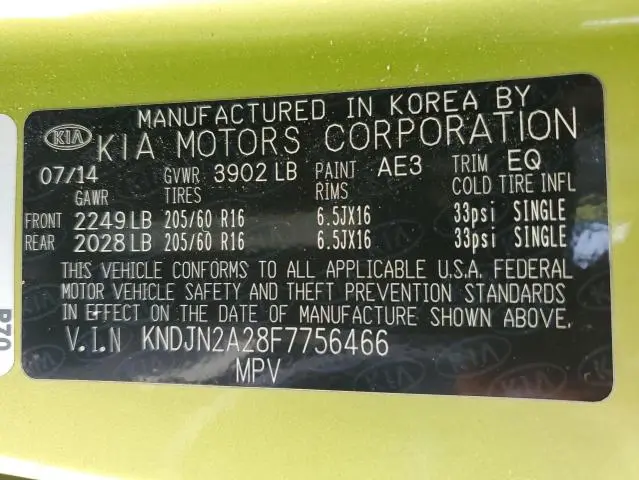 MANUFACTURED IN KOREA BY
KIA KIA MOTORS CORPORATION
07/14 GVWR 3902 LB PAINT AE3 TRIM EQ
GAWR TIRES RIMS COLD TIRE INFL
FRONT 2249 LB 205/60 R16 6.5JX16 33psi SINGLE
REAR 2028 LB 205/60 R16 6.5JX16 33psi SINGLE
THIS VEHICLE CONFORMS TO ALL APPLICABLE U.S.A. FEDERAL
MOTOR VEHICLE SAFETY AND THEFT PREVENTION STANDARDS
IN EFFECT ON THE DATE OF MANUFACTURE SHOWN ABOVE.
V.I.N KNDJN2A28F7756466
MPV
P70